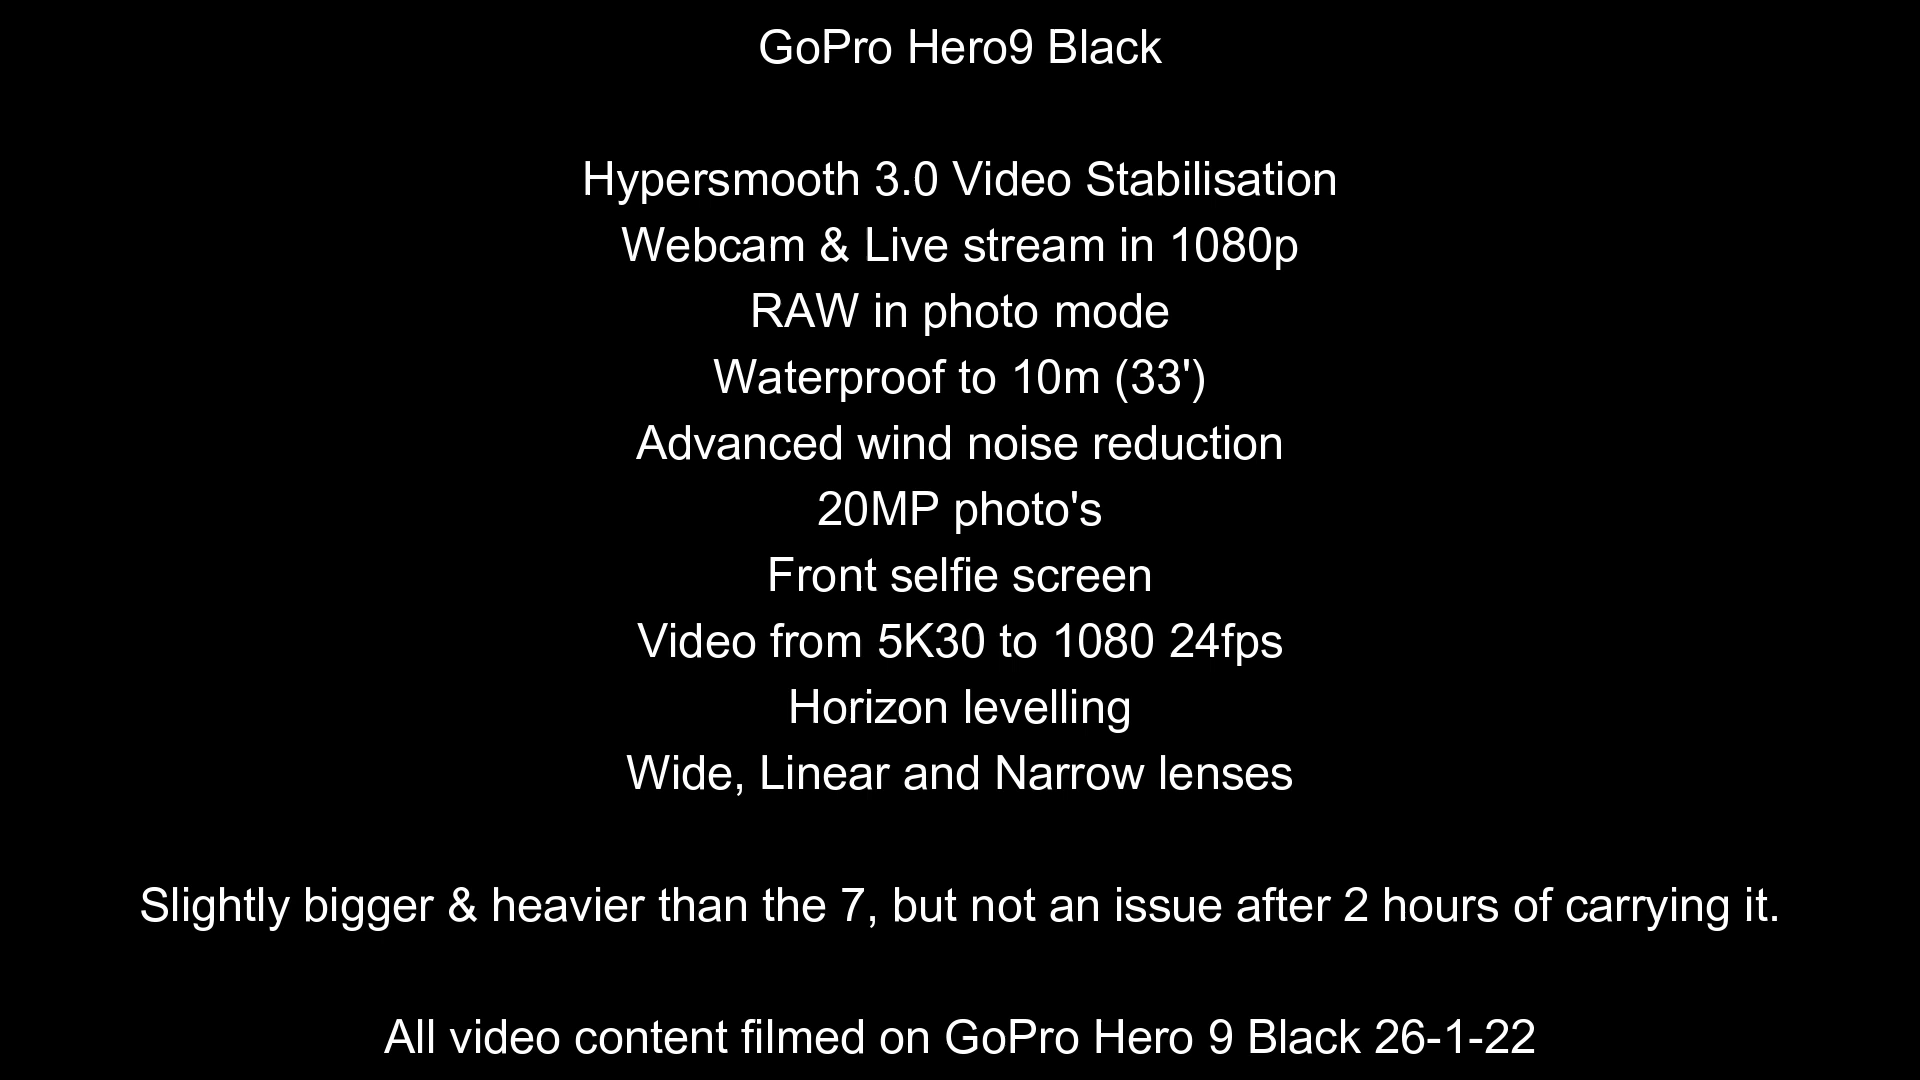 GoPro Hero9 Black
Hypersmooth 3.0 Video Stabilisation
Webcam & Live stream in 1080p
RAW in photo mode
Waterproof to 10m (33')
Advanced wind noise reduction
20MP photo's
Front selfie screen
Video from 5K30 to 1080 24fps
Horizon levelling
Wide, Linear and Narrow lenses
Slightly bigger & heavier than the 7, but not an issue after 2 hours of carrying it.
All video content filmed on GoPro Hero 9 Black 26-1-22